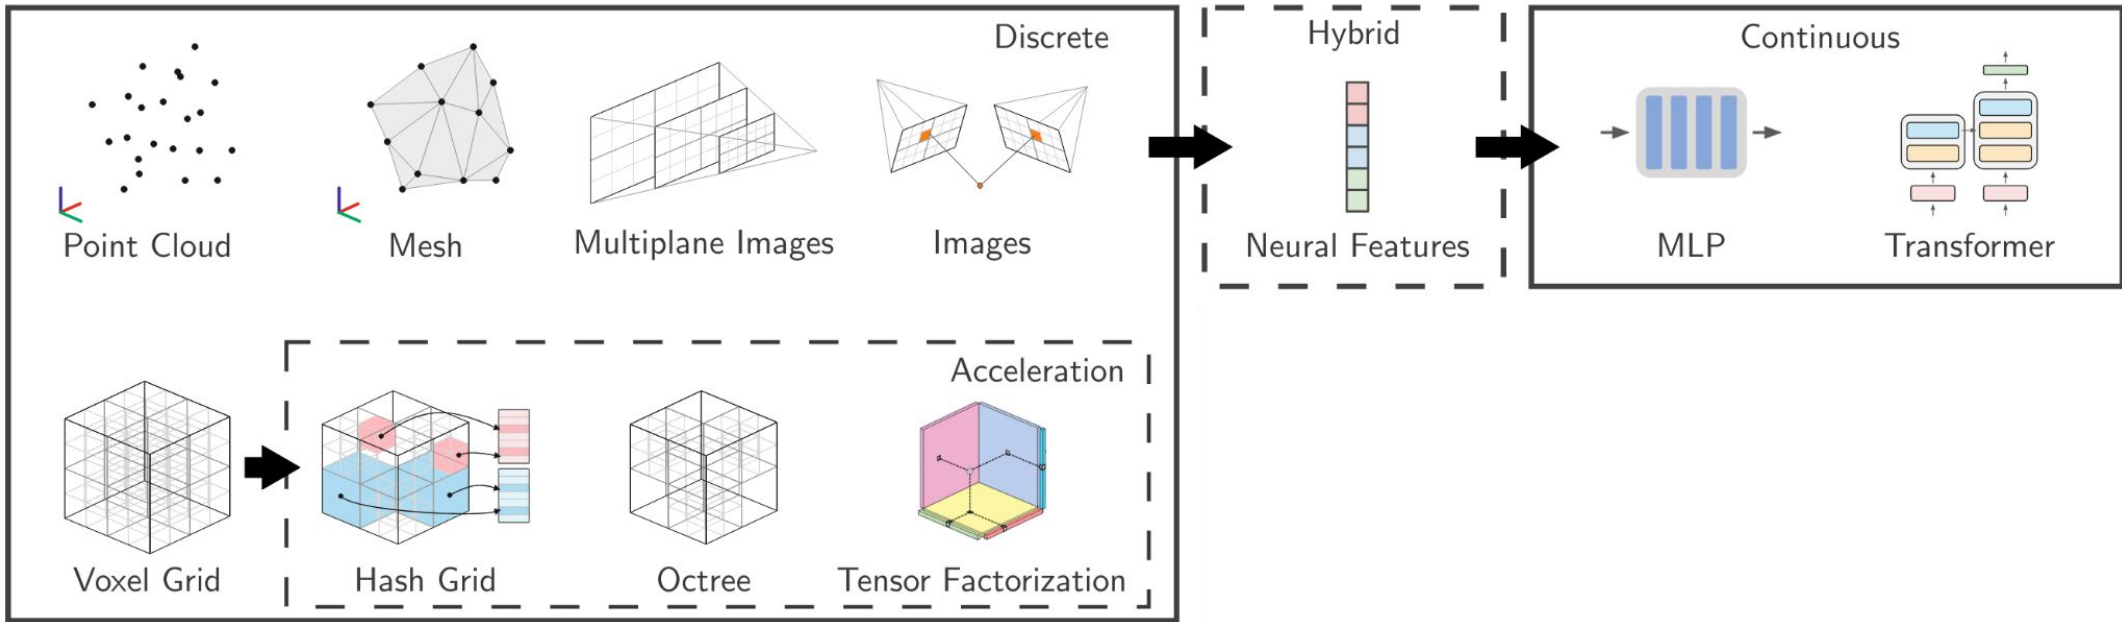 Discrete
Point Cloud
Mesh
Multiplane Images
Images
Hybrid
Neural Features
Continuous
MLP
Transformer
Acceleration
Voxel Grid
Hash Grid
Octree
Tensor Factorization